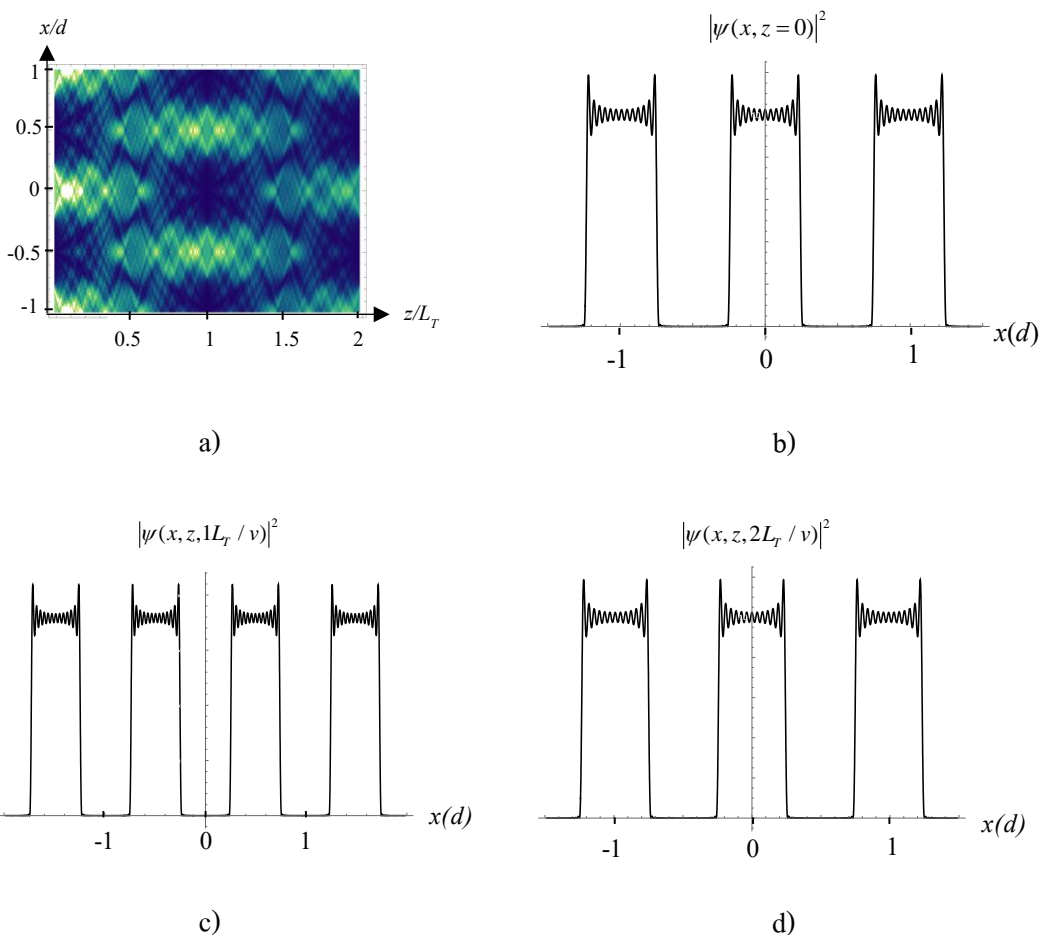 x/d
1
0.5
0
-0.5
-1
0.5 1 1.5 2
z/L_T
a)
|ψ(x, z = 0)|²
-1 0 1
x(d)
b)
|ψ(x, z, 1L_T / v)|²
-1 0 1
x(d)
c)
|ψ(x, z, 2L_T / v)|²
-1 0 1
x(d)
d)